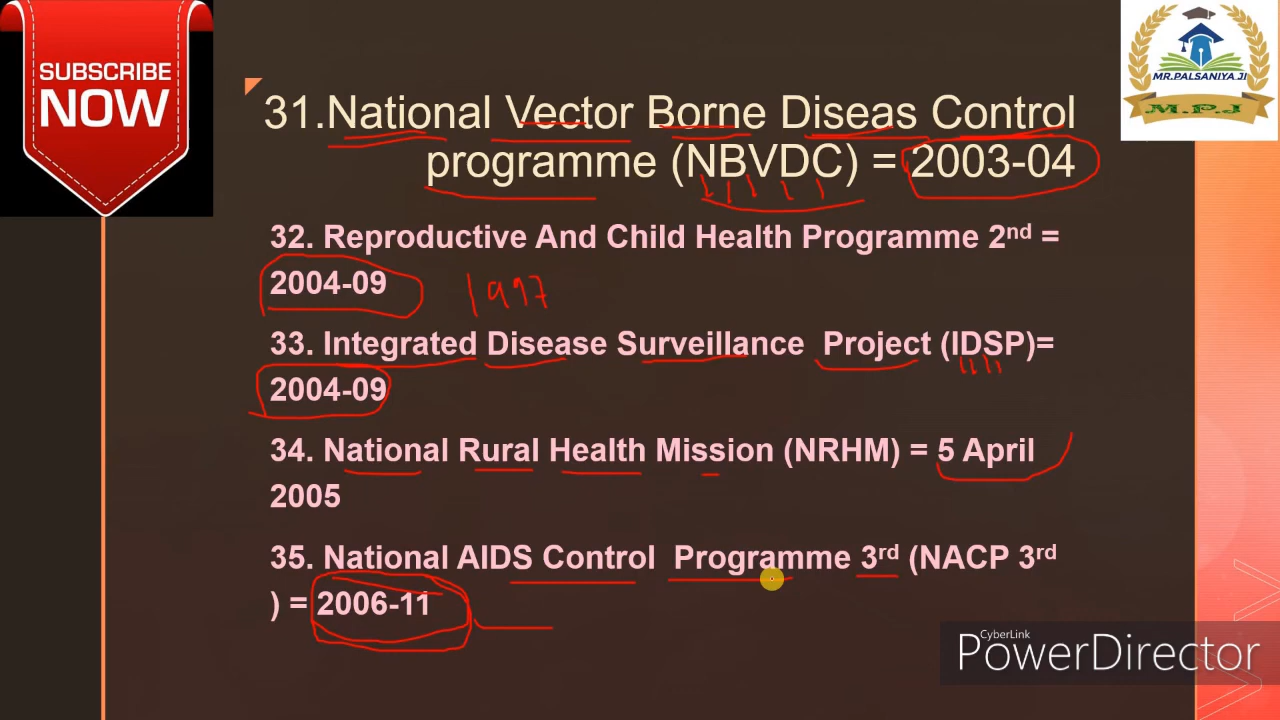 SUBSCRIBE
NOW
MR.PALSANIYA.JI
M.P.J
31.National Vector Borne Diseas Control
programme (NBVDC) = 2003-04
32. Reproductive And Child Health Programme 2nd =
2004-09
1997
33. Integrated Disease Surveillance Project (IDSP)=
2004-09
34. National Rural Health Mission (NRHM) = 5 April
2005
35. National AIDS Control Programme 3rd (NACP 3rd
) = 2006-11
CyberLink
PowerDirector